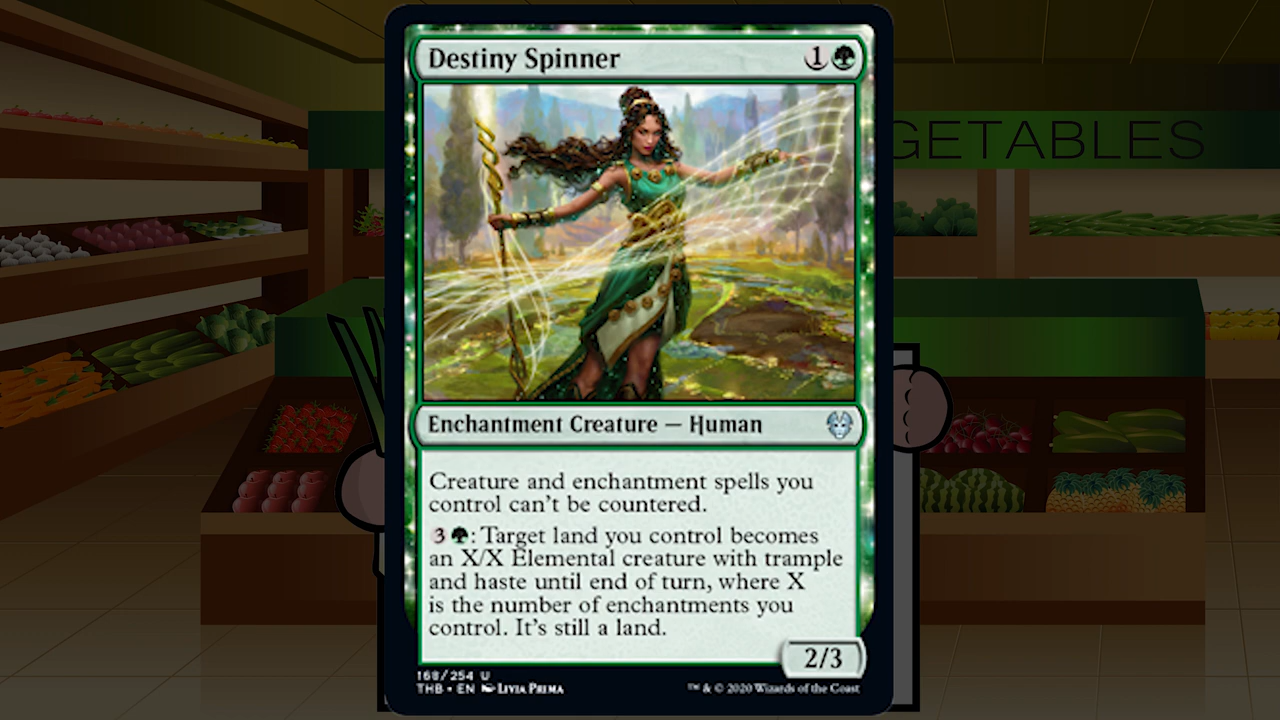 Destiny Spinner 1
GETABLES
Enchantment Creature — Human
Creature and enchantment spells you
control can't be countered.
3 : Target land you control becomes
an X/X Elemental creature with trample
and haste until end of turn, where X
is the number of enchantments you
control. It's still a land.
2/3
168/254 U
THB • EN LIVIA PRIMA
™ & © 2020 Wizards of the Coast